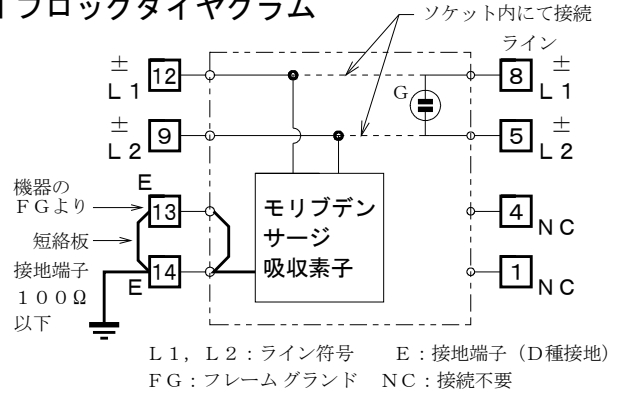 ブロックダイヤグラム
ソケット内にて接続
ライン
± 12 8 ±
L1 L1
G
± 9 5 ±
L2 L2
機器の
FGより
E
13
モリブデン
サージ
吸収素子
4
NC
短絡板
接地端子
100Ω
以下
14
E
1
NC
L1，L2：ライン符号 E：接地端子（D種接地）
FG：フレームグランド NC：接続不要